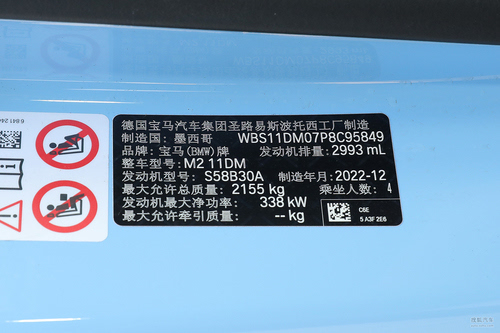 德国宝马汽车集团圣路易斯波托西工厂制造
制造国: 墨西哥 WBS11DM07P8C95849
品牌: 宝马(BMW)牌 发动机排量: 2993 mL
整车型号: M2 11DM
发动机型号: S58B30A 制造年月: 2022-12
最大允许总质量: 2155 kg 乘坐人数: 4
发动机最大净功率: 338 kW
最大允许牵引质量: -- kg
C6E
5 A3F 2E6